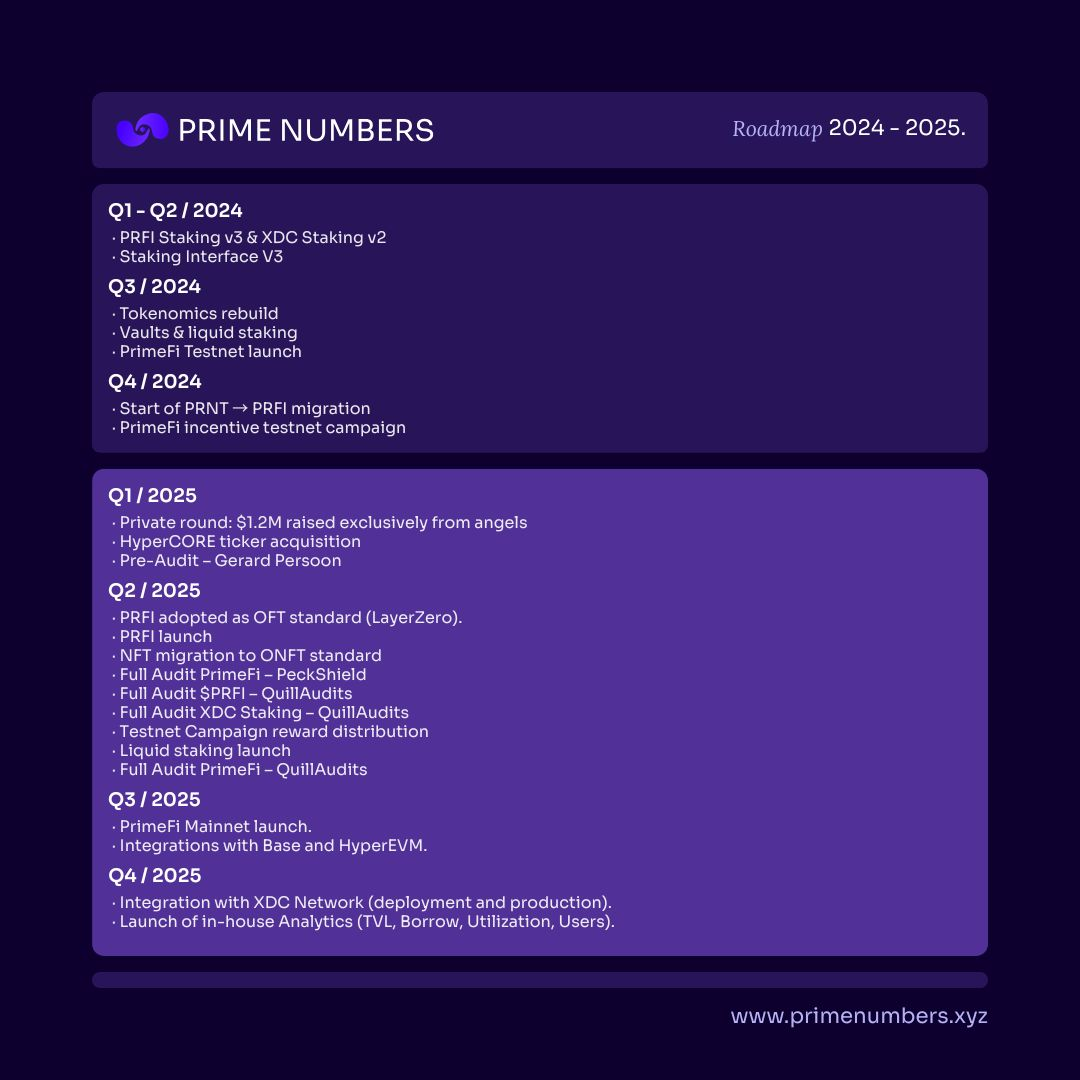 PRIME NUMBERS
Roadmap 2024 - 2025.
Q1 - Q2 / 2024
· PRFI Staking v3 & XDC Staking v2
· Staking Interface V3
Q3 / 2024
· Tokenomics rebuild
· Vaults & liquid staking
· PrimeFi Testnet launch
Q4 / 2024
· Start of PRNT → PRFI migration
· PrimeFi incentive testnet campaign
Q1 / 2025
· Private round: $1.2M raised exclusively from angels
· HyperCORE ticker acquisition
· Pre-Audit – Gerard Persoon
Q2 / 2025
· PRFI adopted as OFT standard (LayerZero).
· PRFI launch
· NFT migration to ONFT standard
· Full Audit PrimeFi – PeckShield
· Full Audit $PRFI – QuillAudits
· Full Audit XDC Staking – QuillAudits
· Testnet Campaign reward distribution
· Liquid staking launch
· Full Audit PrimeFi – QuillAudits
Q3 / 2025
· PrimeFi Mainnet launch.
· Integrations with Base and HyperEVM.
Q4 / 2025
· Integration with XDC Network (deployment and production).
· Launch of in-house Analytics (TVL, Borrow, Utilization, Users).
www.primenumbers.xyz